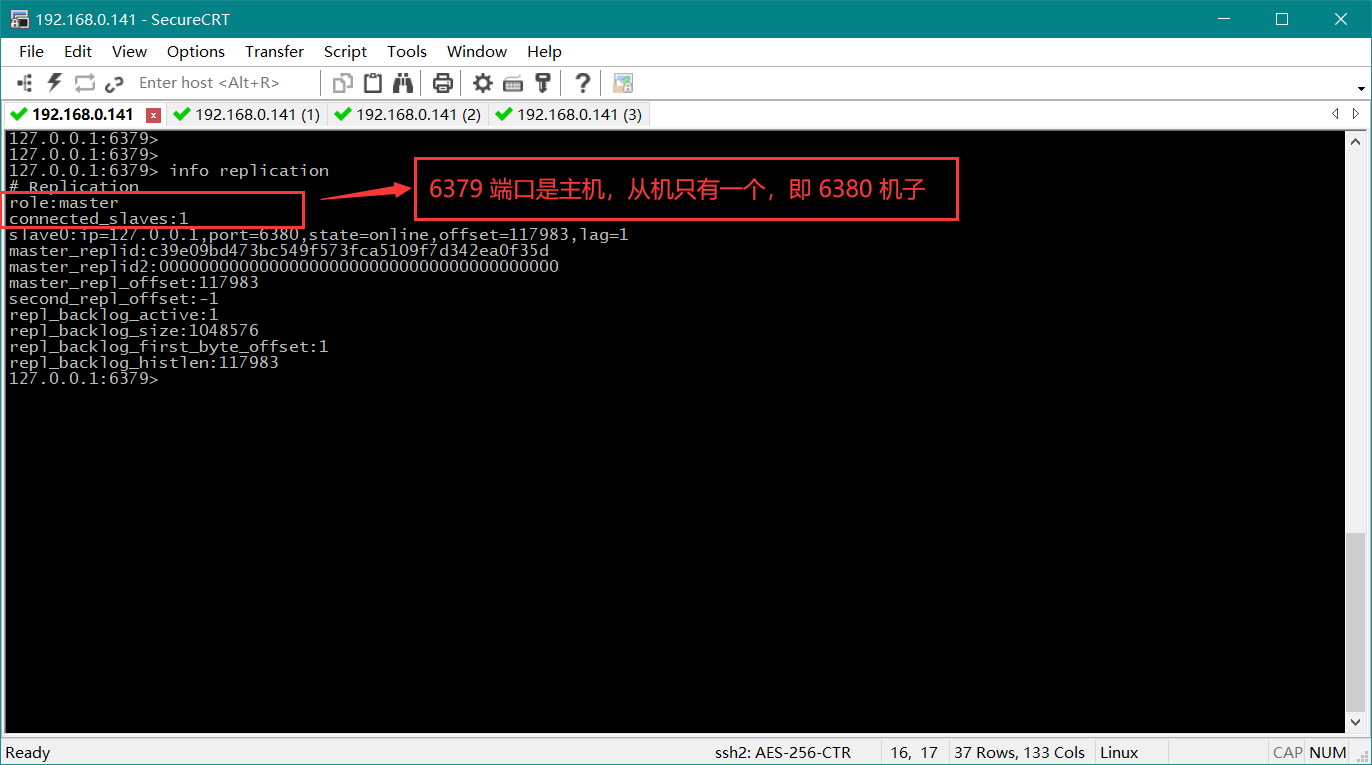 192.168.0.141 - SecureCRT
File Edit View Options Transfer Script Tools Window Help
Enter host <Alt+R>
192.168.0.141 192.168.0.141 (1) 192.168.0.141 (2) 192.168.0.141 (3)
127.0.0.1:6379>
127.0.0.1:6379>
127.0.0.1:6379> info replication
# Replication
role:master
connected_slaves:1
6379 端口是主机，从机只有一个，即 6380 机子
slave0:ip=127.0.0.1,port=6380,state=online,offset=117983,lag=1
master_replid:c39e09bd473bc549f573fca5109f7d342ea0f35d
master_replid2:0000000000000000000000000000000000000000
master_repl_offset:117983
second_repl_offset:-1
repl_backlog_active:1
repl_backlog_size:1048576
repl_backlog_first_byte_offset:1
repl_backlog_histlen:117983
127.0.0.1:6379>
Ready ssh2: AES-256-CTR 16, 17 37 Rows, 133 Cols Linux CAP NUM